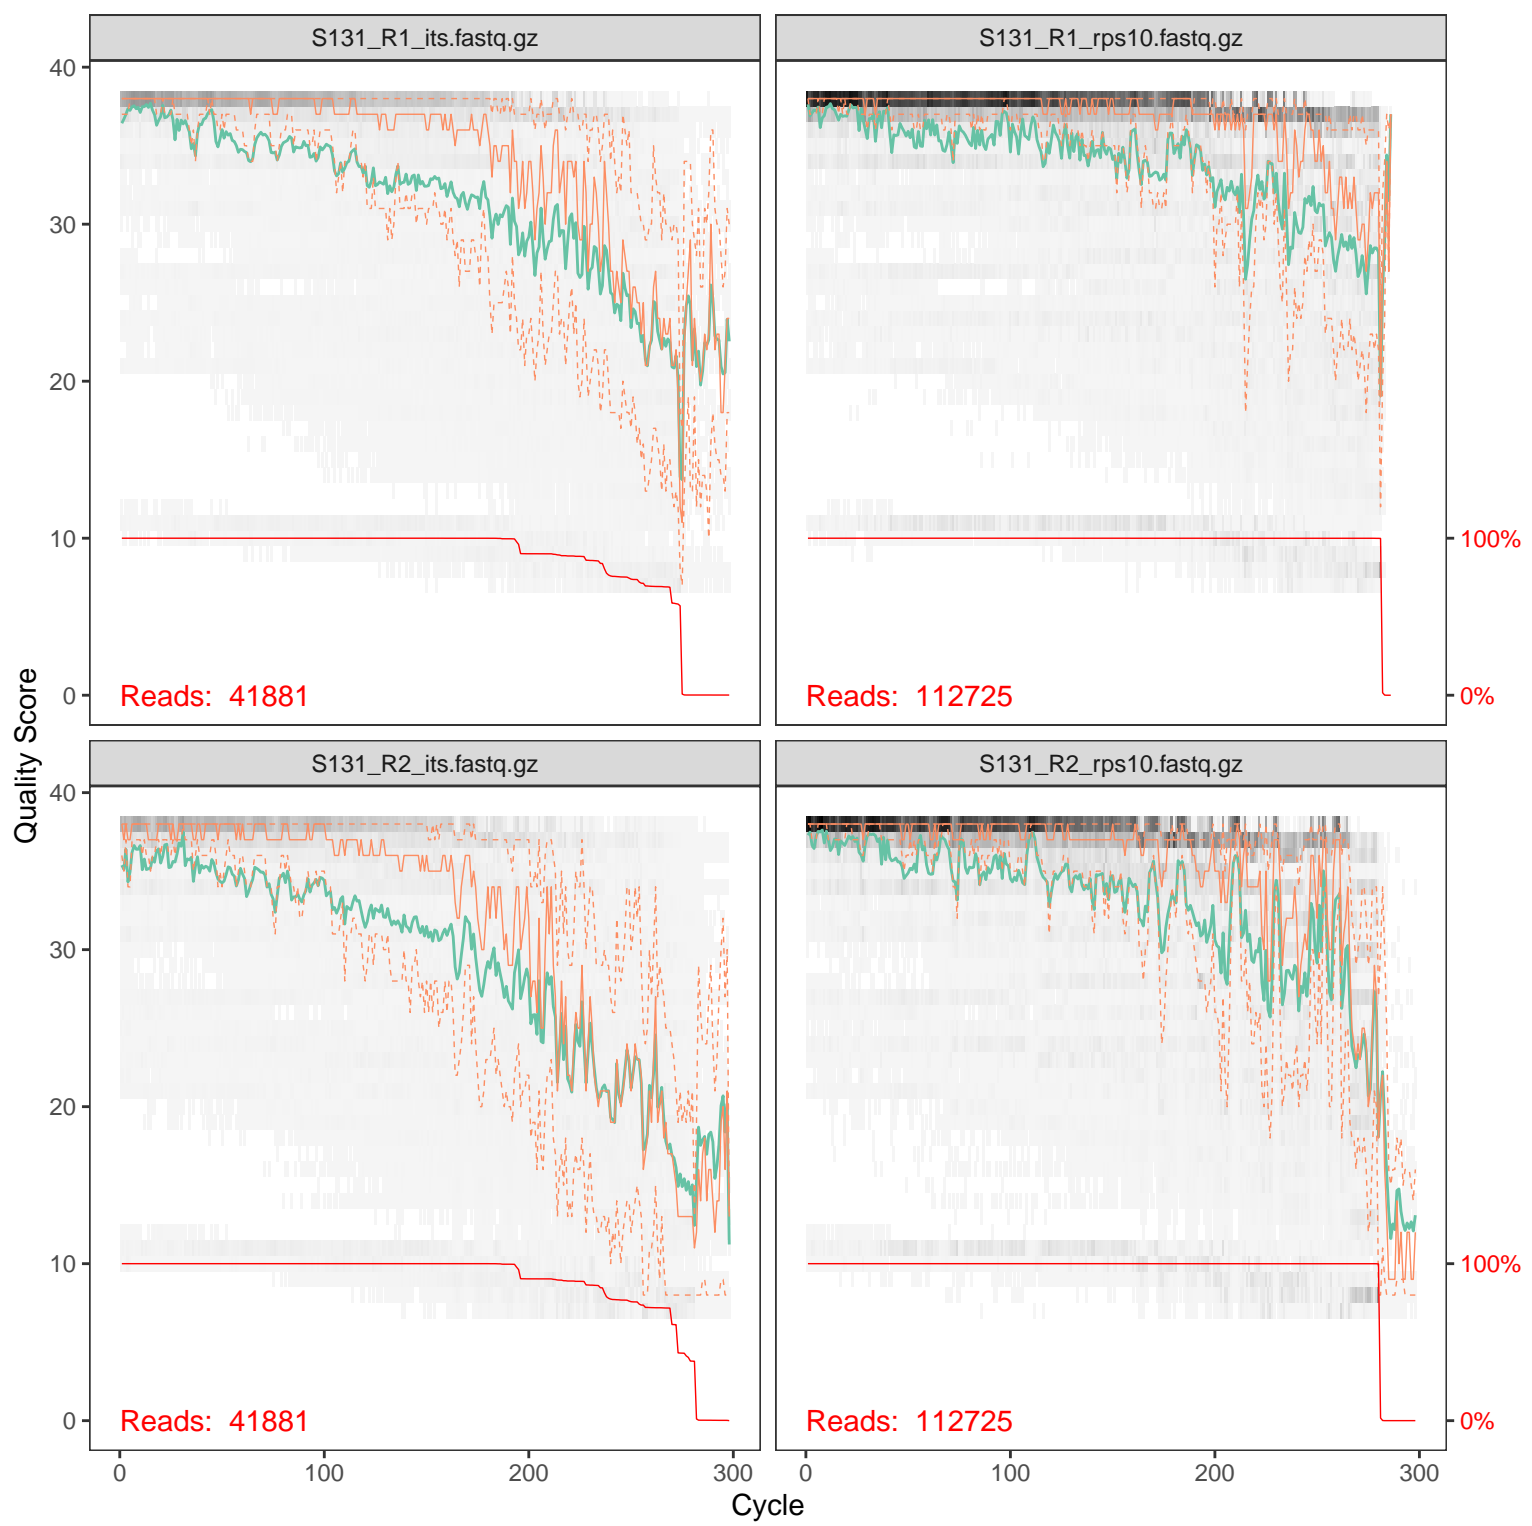 S131_R1_its.fastq.gz
S131_R1_rps10.fastq.gz
40
30
20
10
0
100%
0%
Reads: 41881
Reads: 112725
Quality Score
S131_R2_its.fastq.gz
S131_R2_rps10.fastq.gz
40
30
20
10
0
100%
0%
Reads: 41881
Reads: 112725
0 100 200 300
0 100 200 300
Cycle